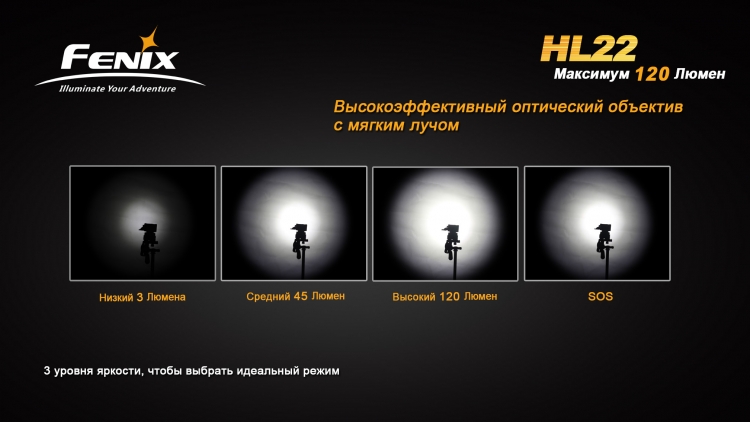 FENIX
Illuminate Your Adventure
HL22
Максимум 120 Люмен
Высокоэффективный оптический объектив
с мягким лучом
Низкий 3 Люмена
Средний 45 Люмен
Высокий 120 Люмен
SOS
3 уровня яркости, чтобы выбрать идеальный режим